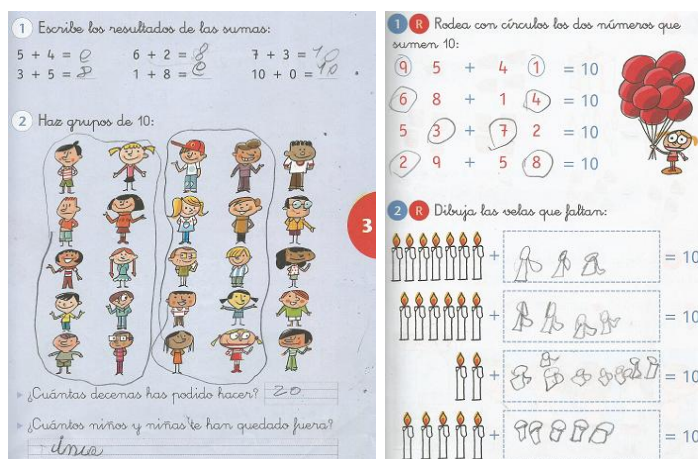 1 Escribe los resultados de las sumas:
5 + 4 = 6 + 2 = 8 7 + 3 = 10
3 + 5 = 8 1 + 8 = 10 + 0 = 10
2 Haz grupos de 10:
¿Cuántas decenas has podido hacer? 20
¿Cuántos niños y niñas te han quedado fuera?
3
1 R Rodea con círculos los dos números que
sumen 10:
9 5 + 4 1 = 10
6 8 + 1 4 = 10
5 3 + 7 2 = 10
2 9 + 5 8 = 10
2 R Dibuja las velas que faltan:
+ = 10
+ = 10
+ = 10
+ = 10